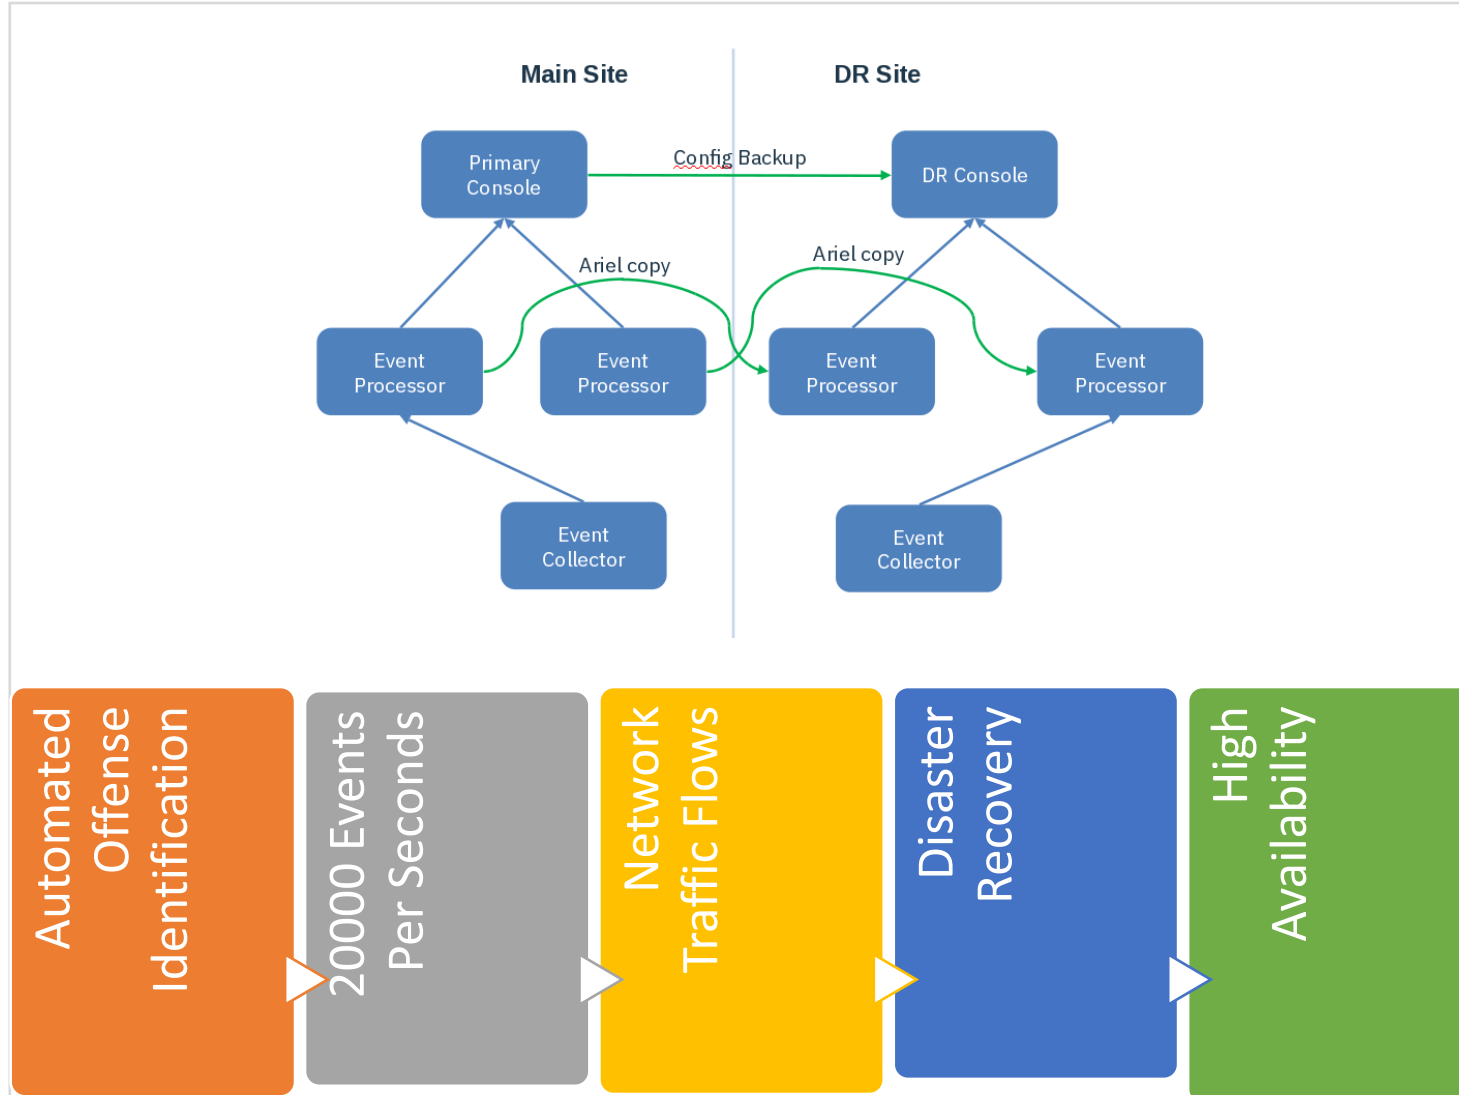 Main Site
DR Site
Primary
Console
Config Backup
DR Console
Ariel copy
Ariel copy
Event
Processor
Event
Processor
Event
Processor
Event
Processor
Event
Collector
Event
Collector
Automated
Offense
Identification
20000 Events
Per Seconds
Network
Traffic Flows
Disaster
Recovery
High
Availability